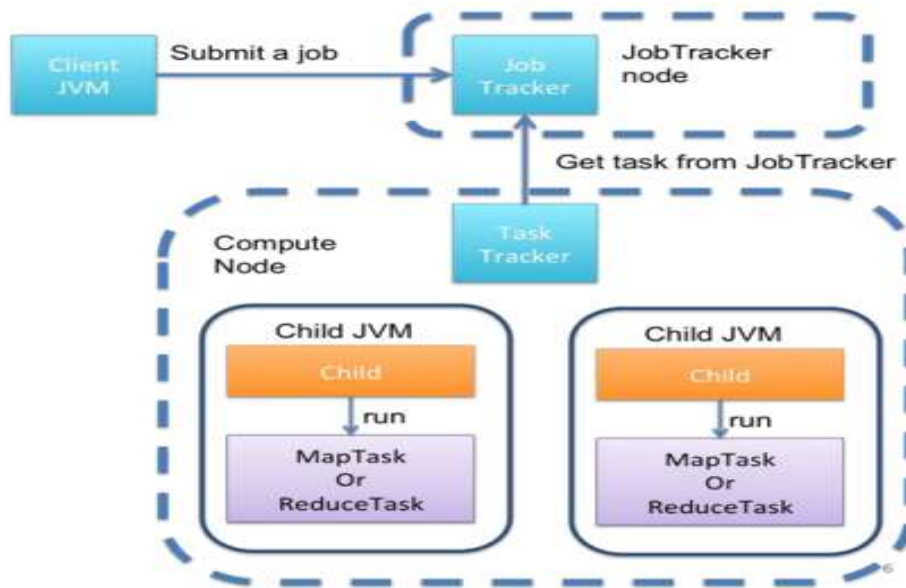 Client
JVM
Submit a job
Job
Tracker
JobTracker
node
Get task from JobTracker
Task
Tracker
Compute
Node
Child JVM
Child
run
MapTask
Or
ReduceTask
Child JVM
Child
run
MapTask
Or
ReduceTask
6